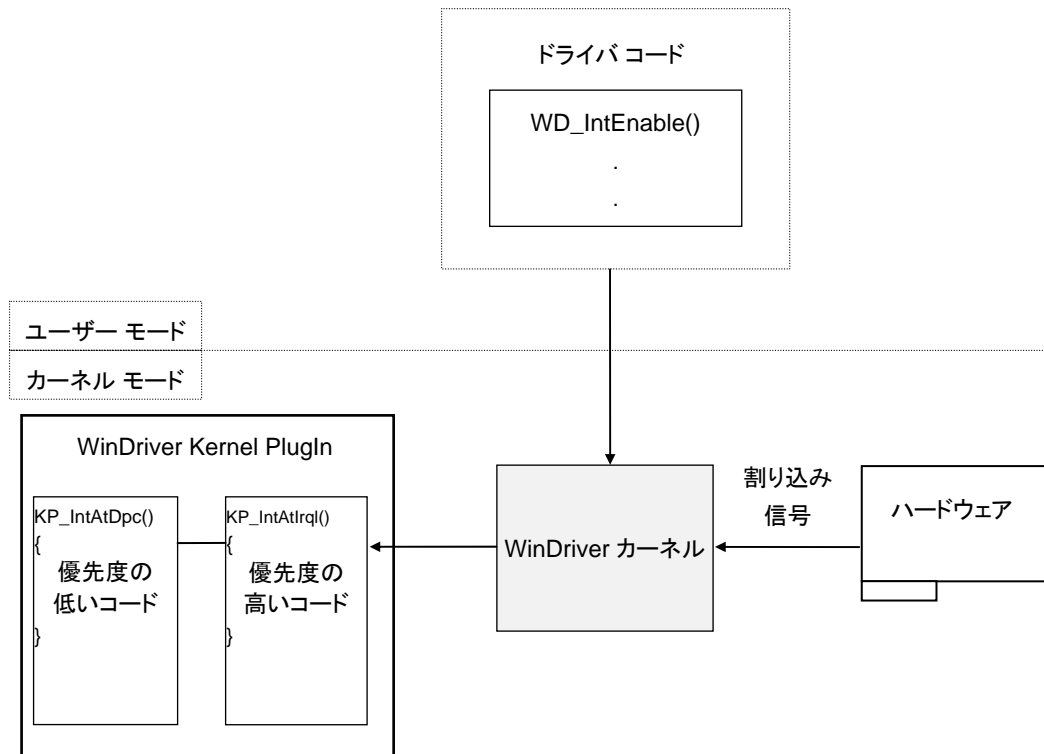 ドライバ コード
WD_IntEnable()
.
.
ユーザー モード
カーネル モード
WinDriver Kernel PlugIn
KP_IntAtDpc()
{
優先度の
低いコード
}
KP_IntAtIrql()
{
優先度の
高いコード
}
WinDriver カーネル
割り込み
信号
ハードウェア